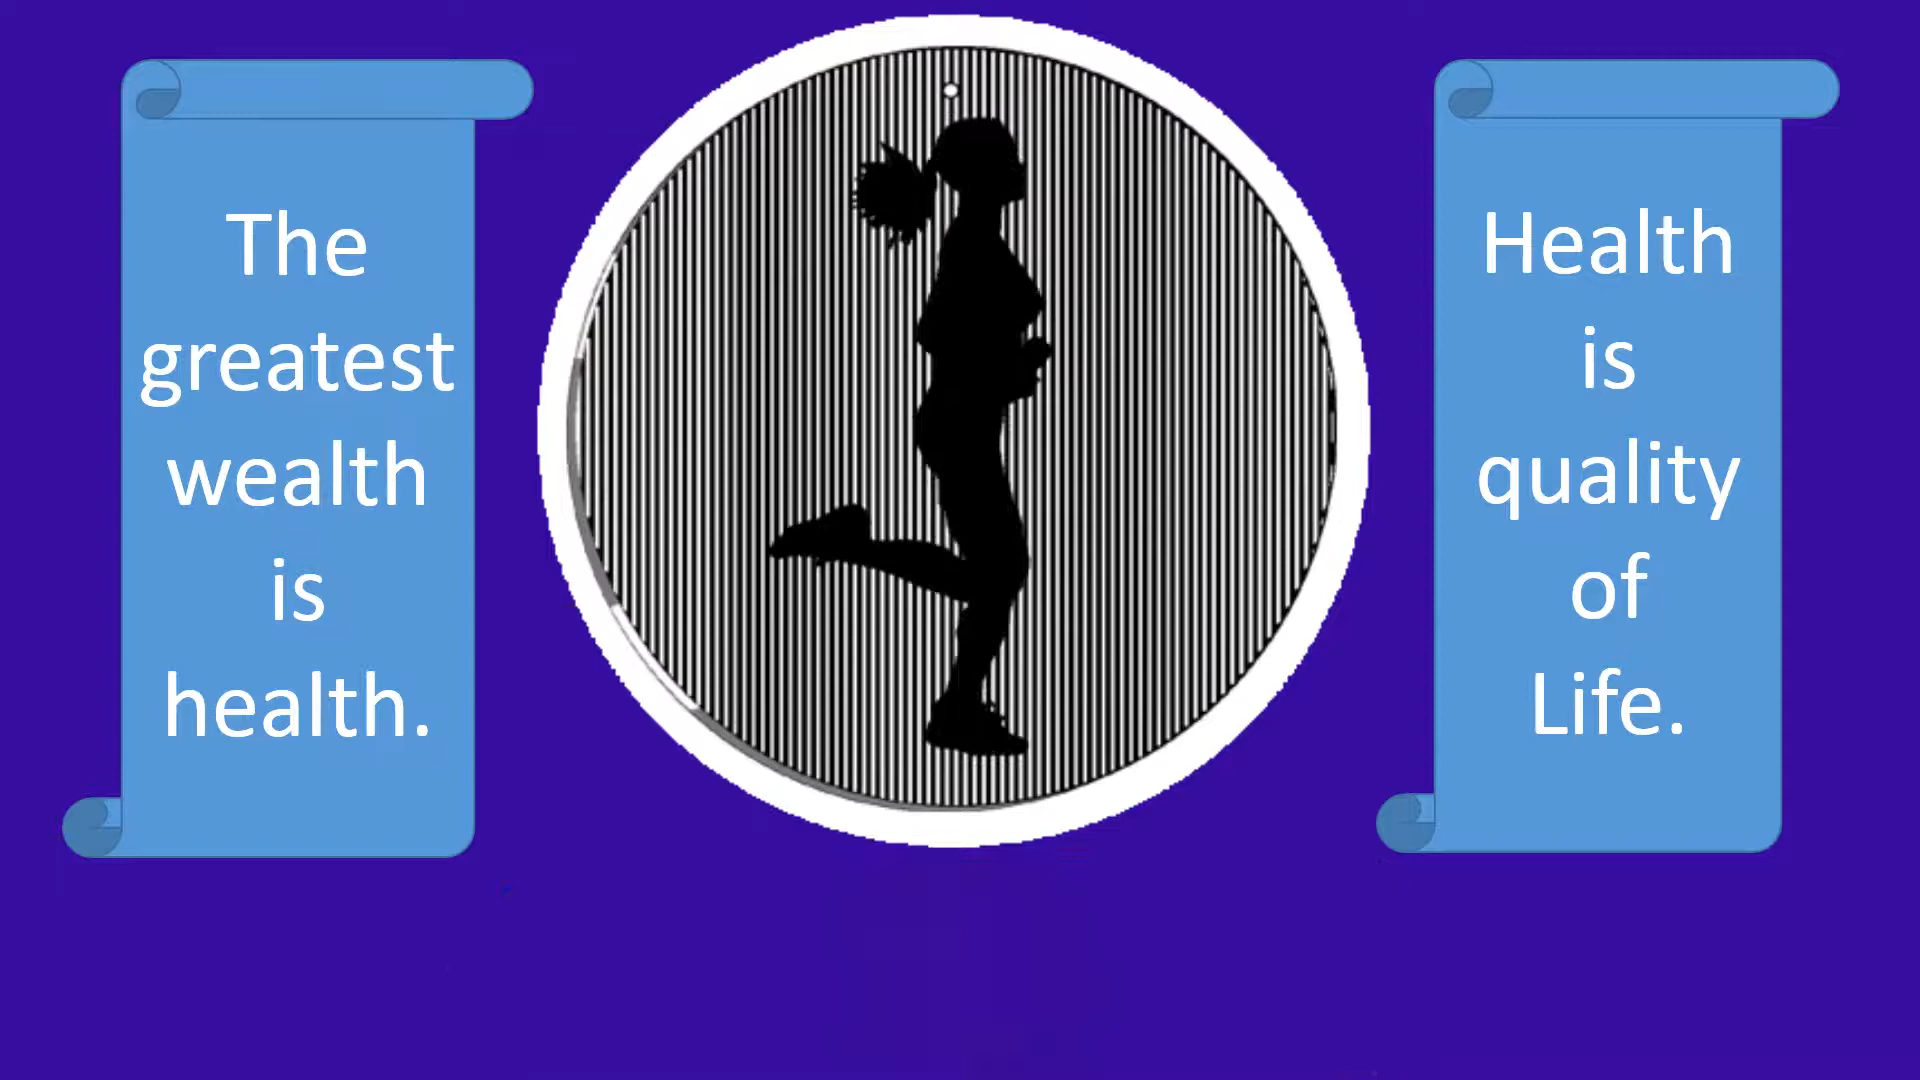 The
greatest
wealth
is
health.
Health
is
quality
of
Life.